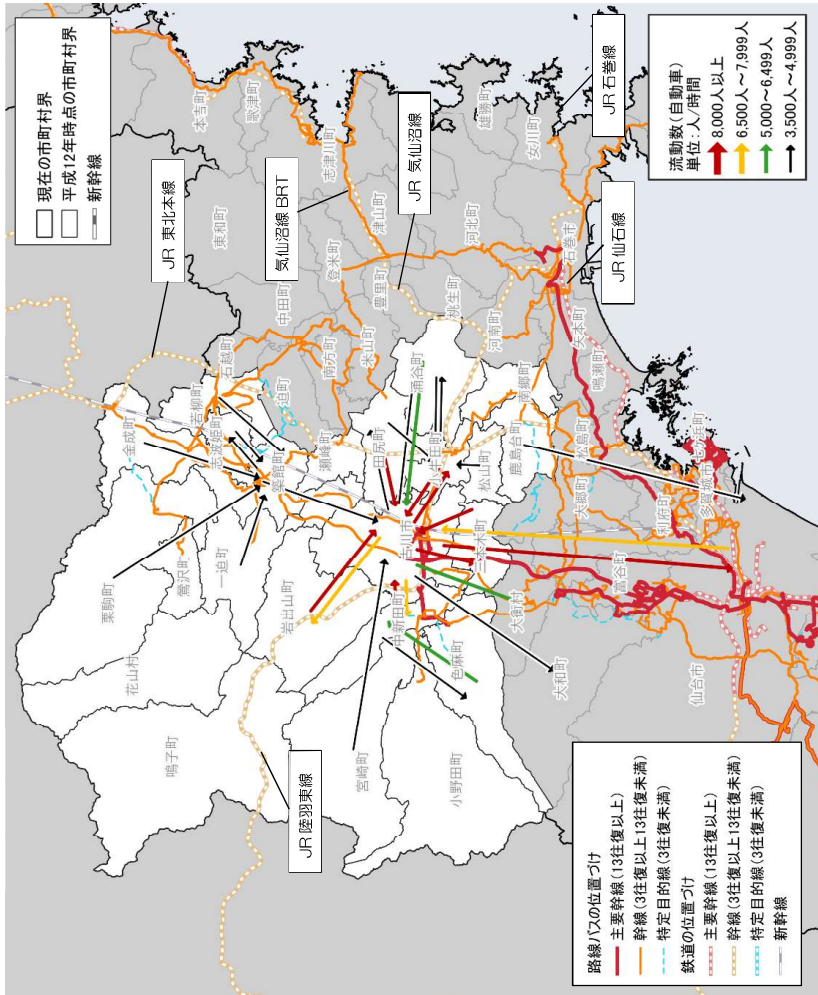 現在の市町村界
平成12年時点の市町村界
新幹線
流動数(自動車)
単位:人/時間
8,000人以上
6,500人~7,999人
5,000~6,499人
3,500人~4,999人
路線バスの位置づけ
主要幹線(13往復以上)
幹線(3往復以上13往復未満)
特定目的線(3往復未満)
鉄道の位置づけ
主要幹線(13往復以上)
幹線(3往復以上13往復未満)
特定目的線(3往復未満)
新幹線
JR 東北本線
気仙沼線 BRT
JR 気仙沼線
JR 石巻線
JR 仙石線
JR 陸羽東線
本吉町
歌津町
志津川町
雄勝町
女川町
東和町
登米町
津山町
河北町
石巻市
中田町
豊里町
桃生町
矢本町
石越町
南方町
米山町
河南町
鳴瀬町
迫町
涌谷町
南郷町
若柳町
志波姫町
金成町
築館町
瀬峰町
田尻町
小牛田町
松山町
鹿島台町
松島町
七ヶ浜町
多賀城市
利府町
大郷町
栗駒町
鶯沢町
一迫町
花山村
鳴子町
岩出山町
古川市
三本木町
中新田町
色麻町
宮崎町
小野田町
大衡村
大和町
富谷町
仙台市